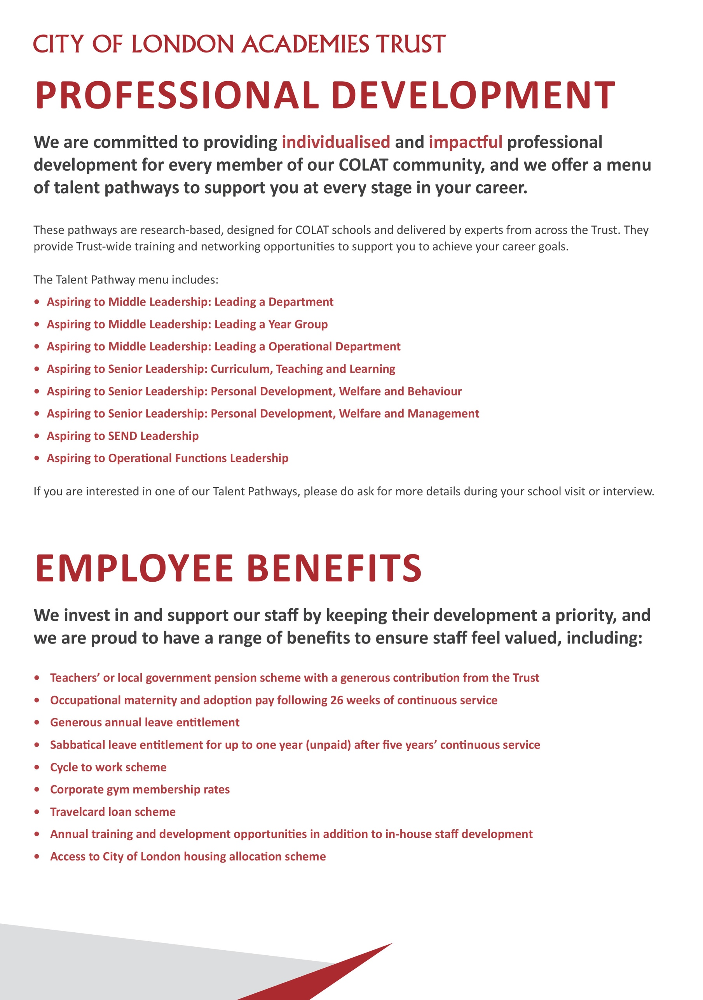 CITY OF LONDON ACADEMIES TRUST
PROFESSIONAL DEVELOPMENT
We are committed to providing individualised and impactful professional
development for every member of our COLAT community, and we offer a menu
of talent pathways to support you at every stage in your career.
These pathways are research-based, designed for COLAT schools and delivered by experts from across the Trust. They
provide Trust-wide training and networking opportunities to support you to achieve your career goals.
The Talent Pathway menu includes:
• Aspiring to Middle Leadership: Leading a Department
• Aspiring to Middle Leadership: Leading a Year Group
• Aspiring to Middle Leadership: Leading a Operational Department
• Aspiring to Senior Leadership: Curriculum, Teaching and Learning
• Aspiring to Senior Leadership: Personal Development, Welfare and Behaviour
• Aspiring to Senior Leadership: Personal Development, Welfare and Management
• Aspiring to SEND Leadership
• Aspiring to Operational Functions Leadership
If you are interested in one of our Talent Pathways, please do ask for more details during your school visit or interview.
EMPLOYEE BENEFITS
We invest in and support our staff by keeping their development a priority, and
we are proud to have a range of benefits to ensure staff feel valued, including:
• Teachers’ or local government pension scheme with a generous contribution from the Trust
• Occupational maternity and adoption pay following 26 weeks of continuous service
• Generous annual leave entitlement
• Sabbatical leave entitlement for up to one year (unpaid) after five years’ continuous service
• Cycle to work scheme
• Corporate gym membership rates
• Travelcard loan scheme
• Annual training and development opportunities in addition to in-house staff development
• Access to City of London housing allocation scheme